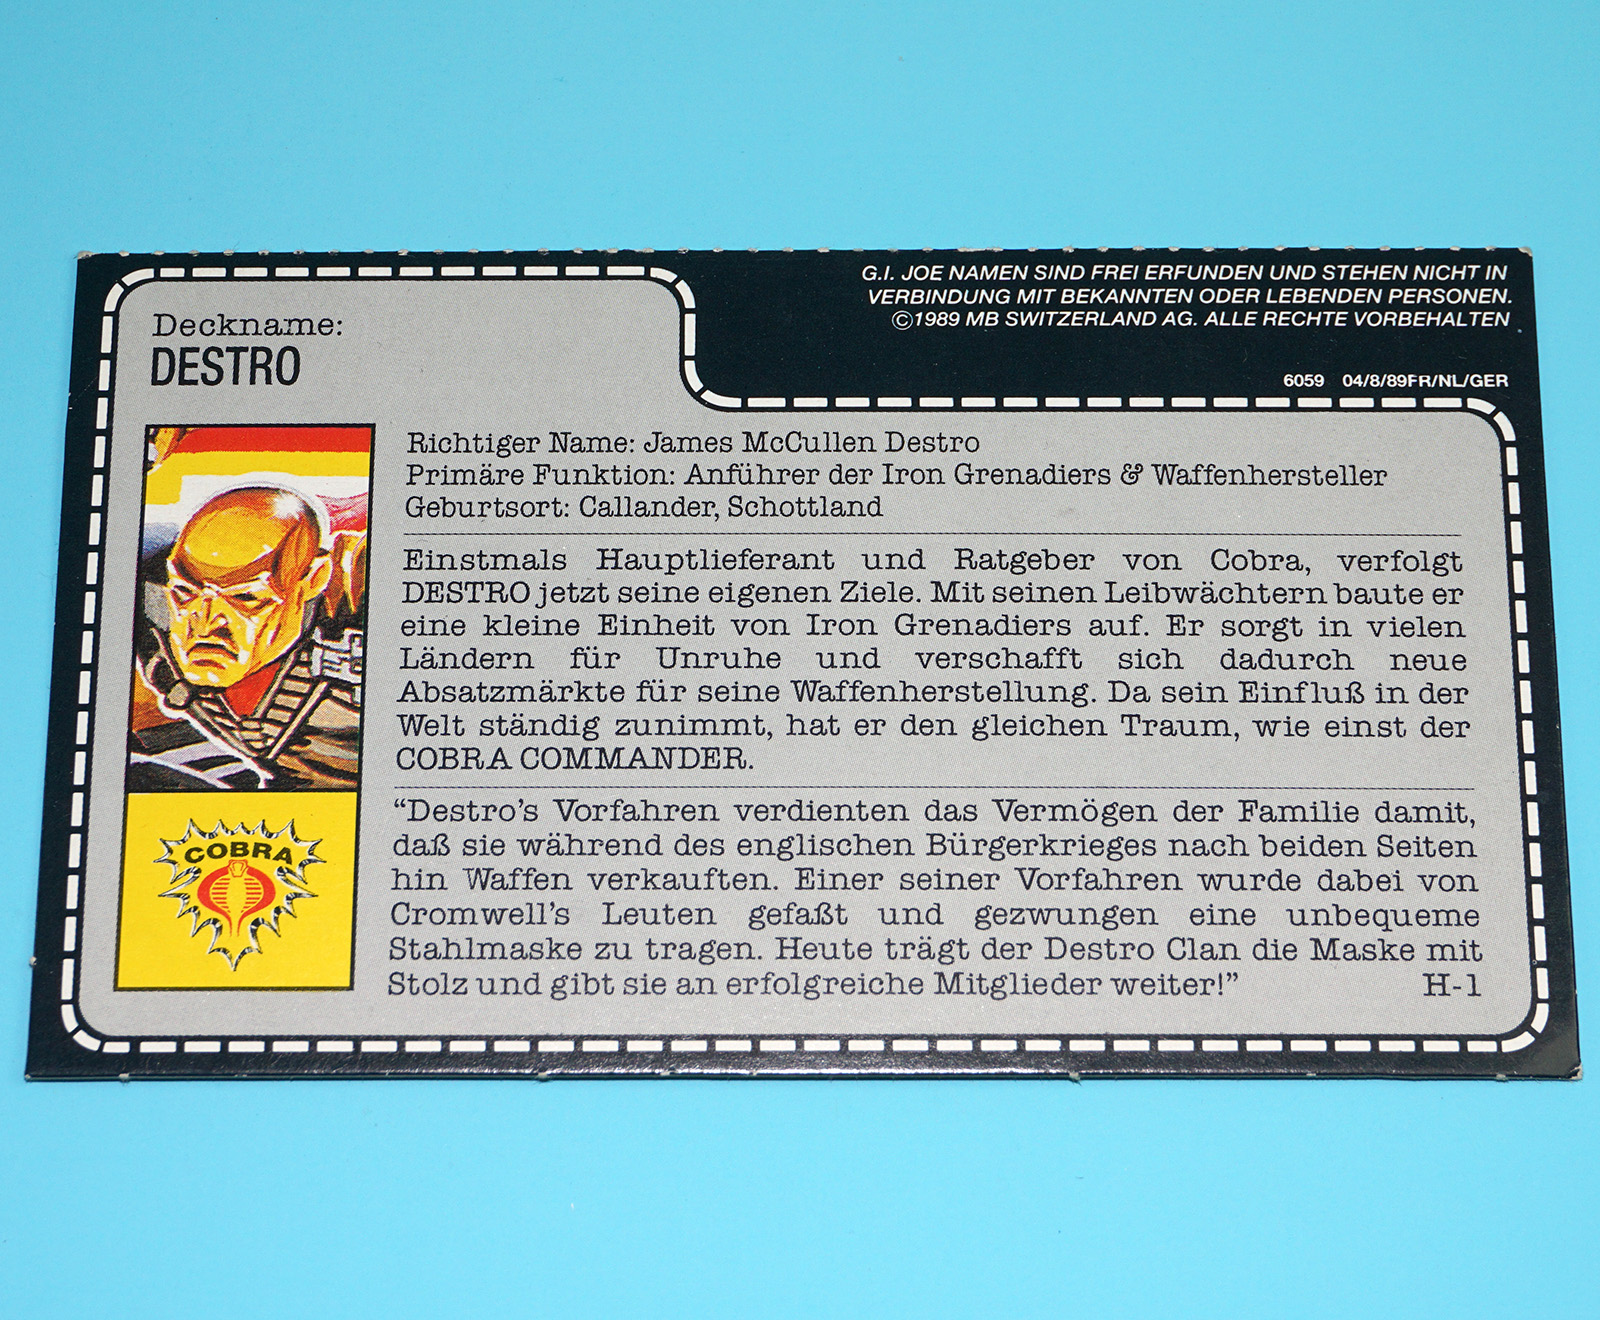 G.I. JOE NAMEN SIND FREI ERFUNDEN UND STEHEN NICHT IN
VERBINDUNG MIT BEKANNTEN ODER LEBENDEN PERSONEN.
©1989 MB SWITZERLAND AG. ALLE RECHTE VORBEHALTEN
6059 04/8/89FR/NL/GER
Deckname:
DESTRO
Richtiger Name: James McCullen Destro
Primäre Funktion: Anführer der Iron Grenadiers & Waffenhersteller
Geburtsort: Callander, Schottland
Einstmals Hauptlieferant und Ratgeber von Cobra, verfolgt
DESTRO jetzt seine eigenen Ziele. Mit seinen Leibwächtern baute er
eine kleine Einheit von Iron Grenadiers auf. Er sorgt in vielen
Ländern für Unruhe und verschafft sich dadurch neue
Absatzmärkte für seine Waffenherstellung. Da sein Einfluß in der
Welt ständig zunimmt, hat er den gleichen Traum, wie einst der
COBRA COMMANDER.
COBRA
“Destro's Vorfahren verdienten das Vermögen der Familie damit,
daß sie während des englischen Bürgerkrieges nach beiden Seiten
hin Waffen verkauften. Einer seiner Vorfahren wurde dabei von
Cromwell's Leuten gefaßt und gezwungen eine unbequeme
Stahlmaske zu tragen. Heute trägt der Destro Clan die Maske mit
Stolz und gibt sie an erfolgreiche Mitglieder weiter!” H-1